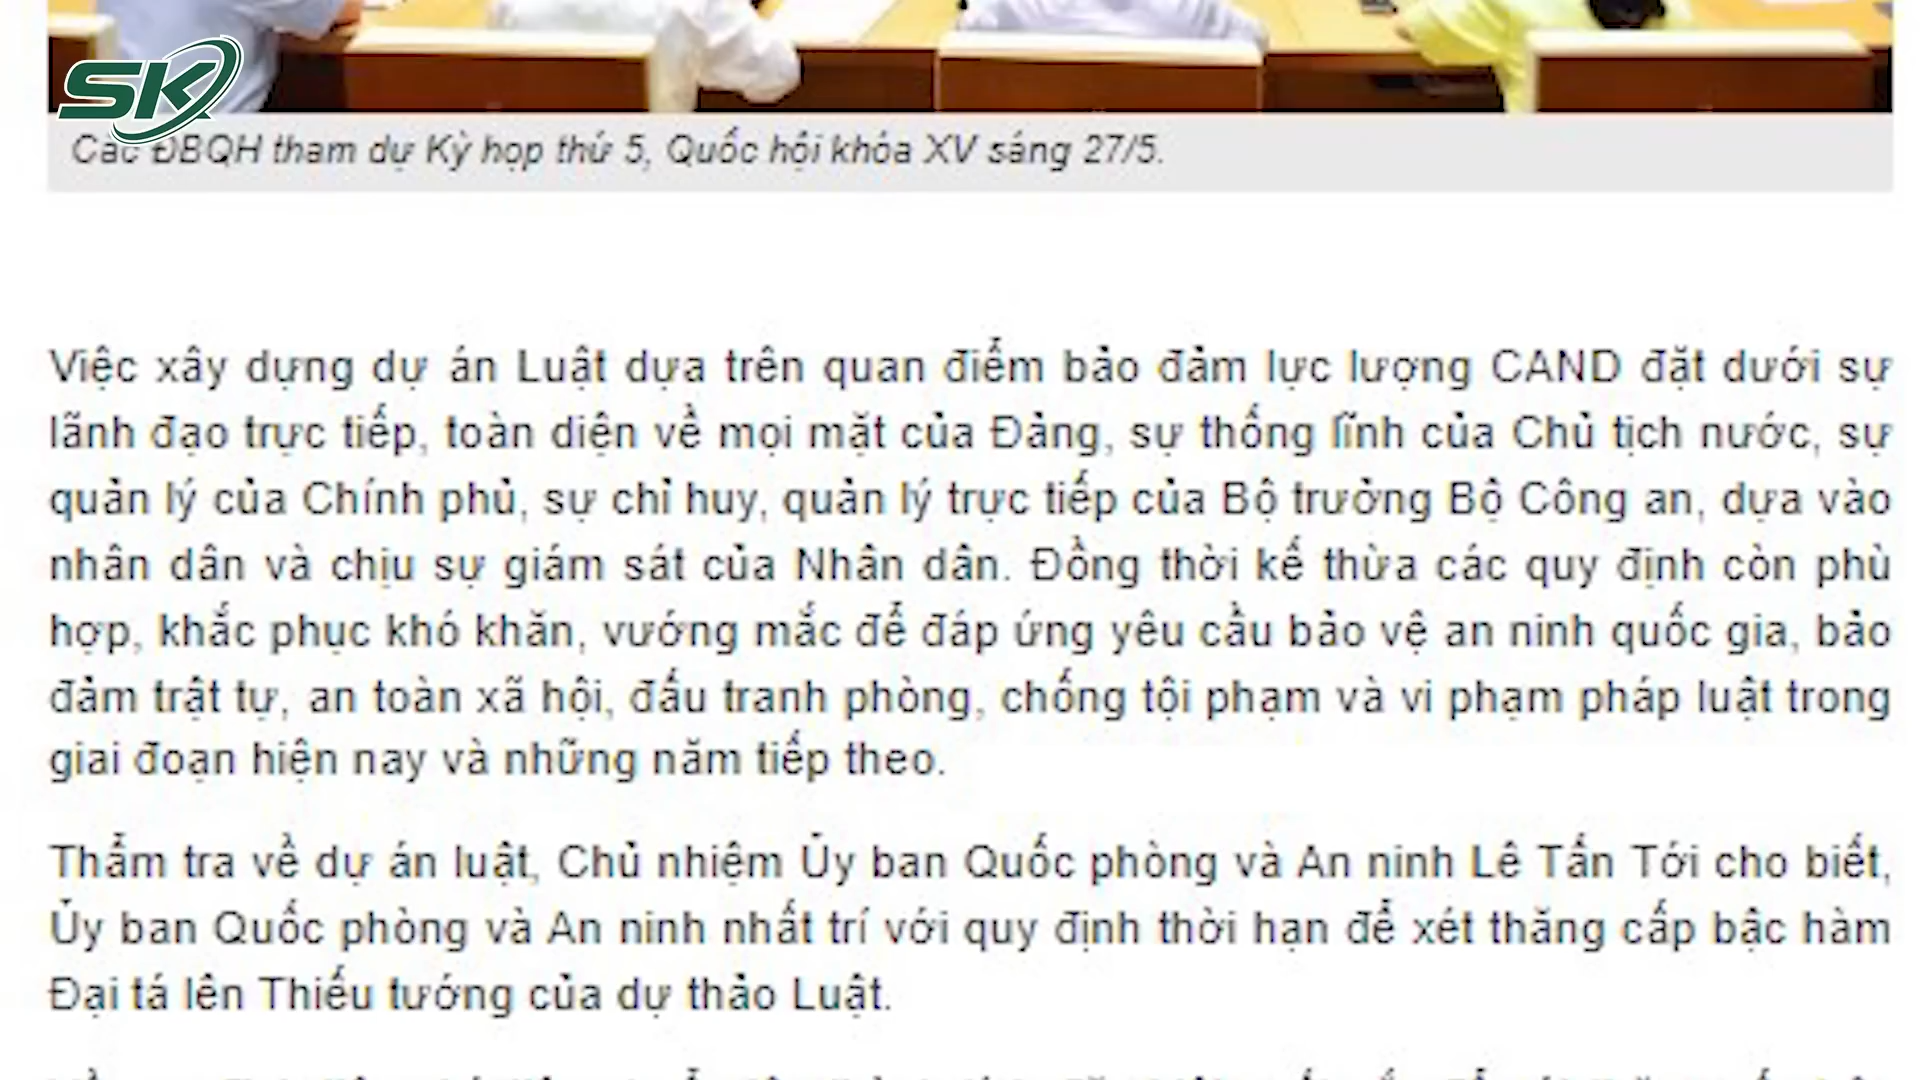 SK
Các ĐBQH tham dự Kỳ họp thứ 5, Quốc hội khóa XV sáng 27/5.
Việc xây dựng dự án Luật dựa trên quan điểm bảo đảm lực lượng CAND đặt dưới sự
lãnh đạo trực tiếp, toàn diện về mọi mặt của Đảng, sự thống lĩnh của Chủ tịch nước, sự
quản lý của Chính phủ, sự chỉ huy, quản lý trực tiếp của Bộ trưởng Bộ Công an, dựa vào
nhân dân và chịu sự giám sát của Nhân dân. Đồng thời kế thừa các quy định còn phù
hợp, khắc phục khó khăn, vướng mắc để đáp ứng yêu cầu bảo vệ an ninh quốc gia, bảo
đảm trật tự, an toàn xã hội, đấu tranh phòng, chống tội phạm và vi phạm pháp luật trong
giai đoạn hiện nay và những năm tiếp theo.
Thẩm tra về dự án luật, Chủ nhiệm Ủy ban Quốc phòng và An ninh Lê Tấn Tới cho biết,
Ủy ban Quốc phòng và An ninh nhất trí với quy định thời hạn để xét thăng cấp bậc hàm
Đại tá lên Thiếu tướng của dự thảo Luật.